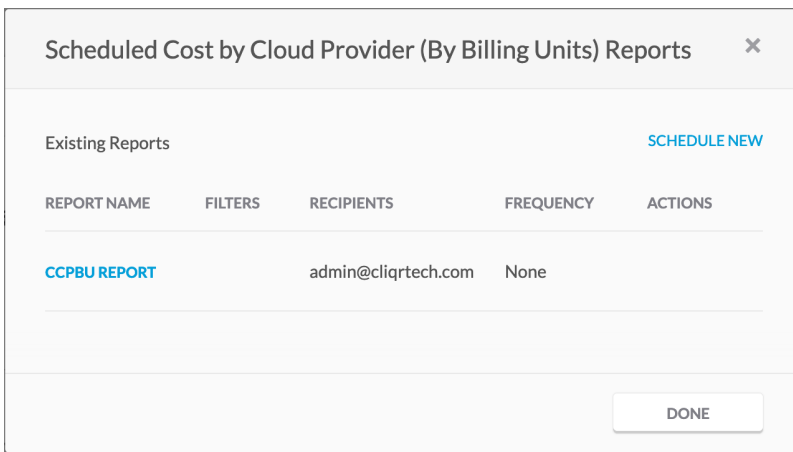 Scheduled Cost by Cloud Provider (By Billing Units) Reports ×
Existing Reports SCHEDULE NEW
REPORT NAME FILTERS RECIPIENTS FREQUENCY ACTIONS
CCPBU REPORT admin@cliqrtech.com None
DONE